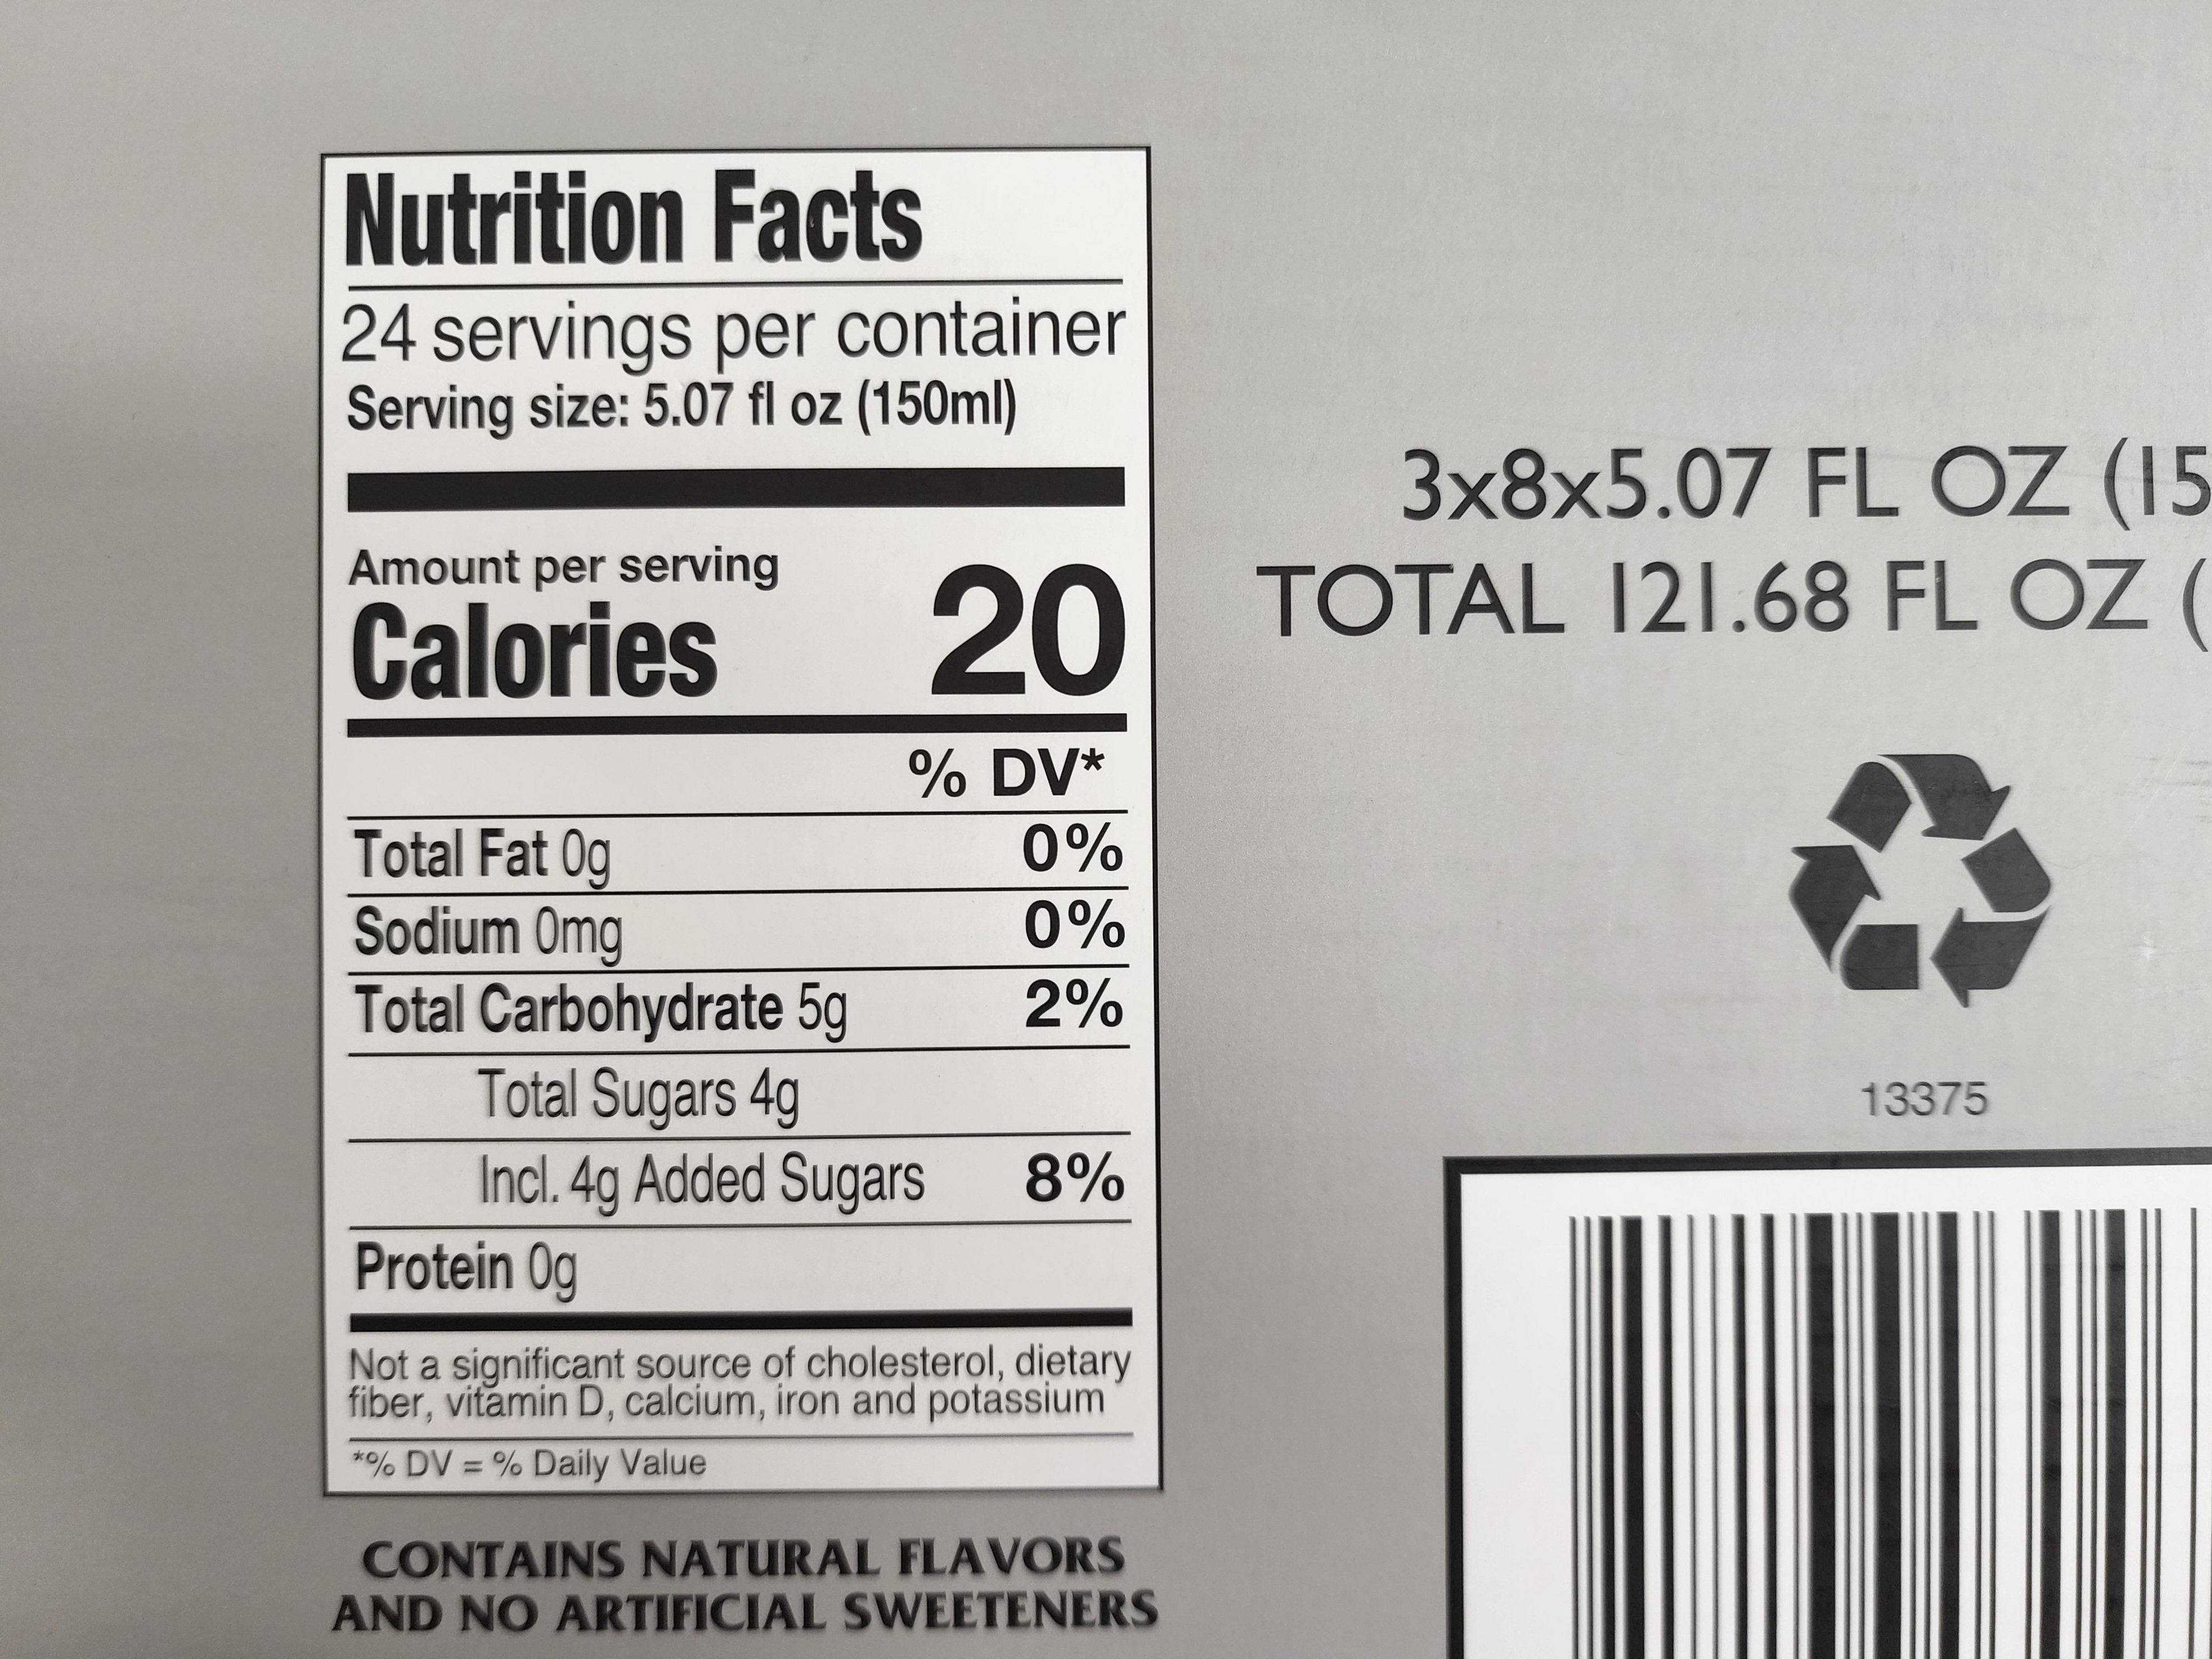 Nutrition Facts
24 servings per container
Serving size: 5.07 fl oz (150ml)
Amount per serving
Calories 20
% DV*
Total Fat 0g 0%
Sodium 0mg 0%
Total Carbohydrate 5g 2%
Total Sugars 4g
Incl. 4g Added Sugars 8%
Protein 0g
Not a significant source of cholesterol, dietary
fiber, vitamin D, calcium, iron and potassium
*% DV = % Daily Value
CONTAINS NATURAL FLAVORS
AND NO ARTIFICIAL SWEETENERS
3x8x5.07 FL OZ (15
TOTAL 121.68 FL OZ (
13375